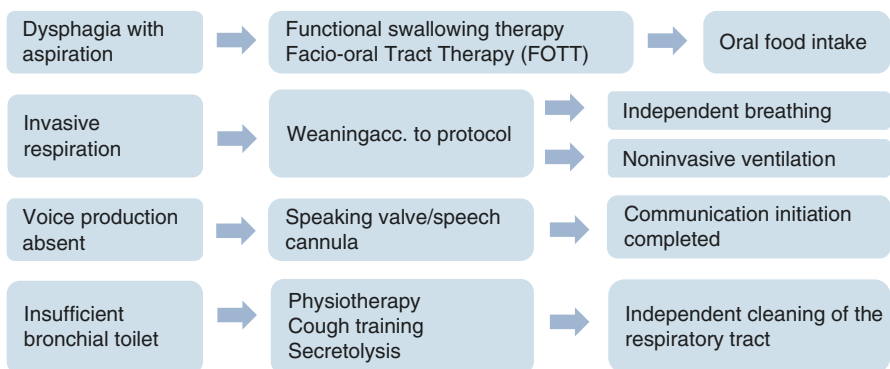 Dysphagia with
aspiration
Functional swallowing therapy
Facio-oral Tract Therapy (FOTT)
Oral food intake
Invasive
respiration
Weaningacc. to protocol
Independent breathing
Noninvasive ventilation
Voice production
absent
Speaking valve/speech
cannula
Communication initiation
completed
Insufficient
bronchial toilet
Physiotherapy
Cough training
Secretolysis
Independent cleaning of the
respiratory tract